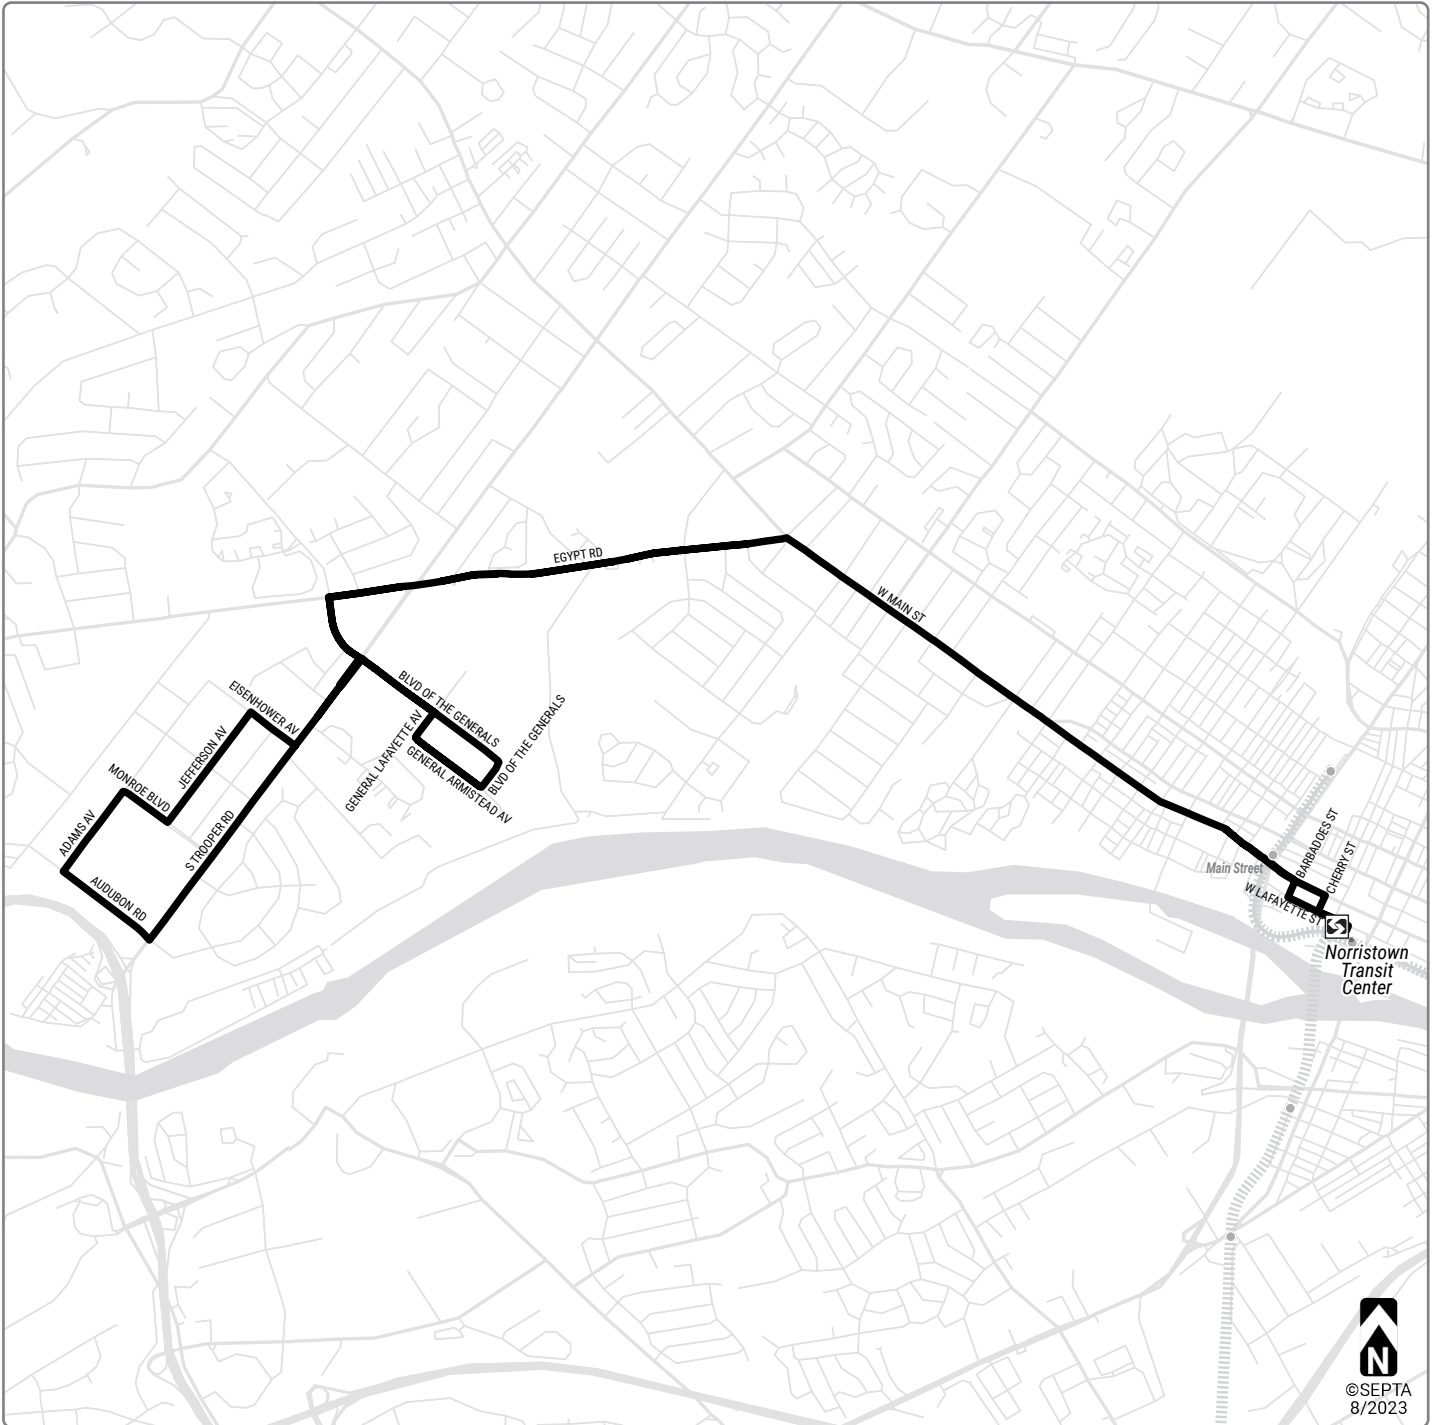 EGYPT RD
W MAIN ST
BLVD OF THE GENERALS
BLVD OF THE GENERALS
GENERAL LAFAYETTE AV
GENERAL ARMISTEAD AV
EISENHOWER AV
JEFFERSON AV
MONROE BLVD
ADAMS AV
S TROOPER RD
AUDUBON RD
BARBADOES ST
CHERRY ST
Main Street
W LAFAYETTE ST
Norristown
Transit
Center
N
©SEPTA
8/2023